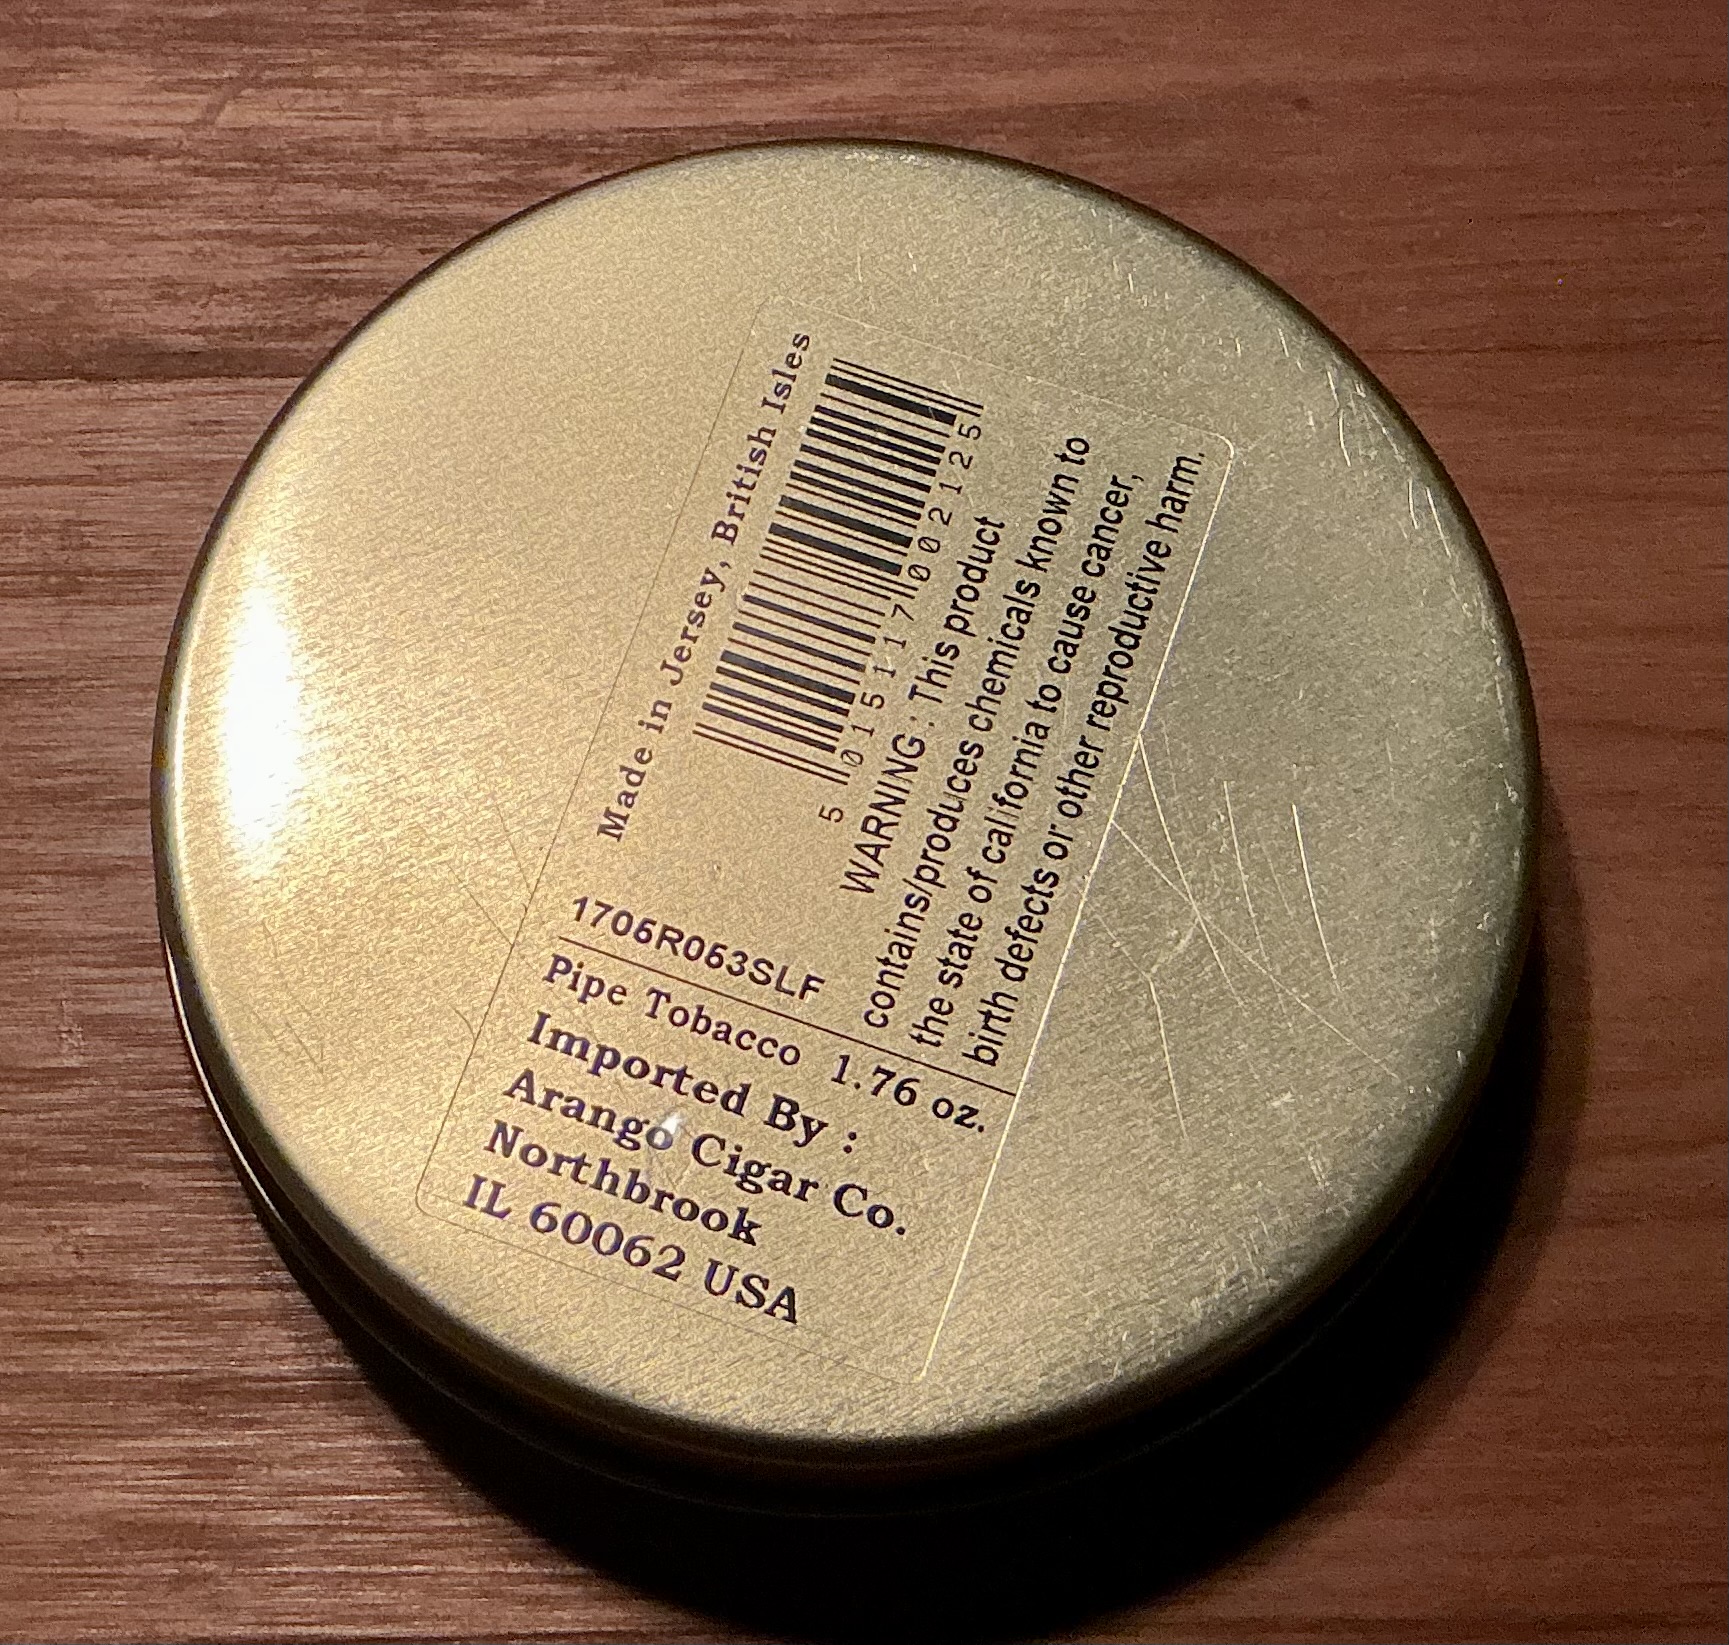 Made in Jersey, British Isles
5 015117 002125
WARNING : This product
contains/produces chemicals known to
the state of california to cause cancer,
birth defects or other reproductive harm.
1706R053SLF
Pipe Tobacco 1.76 oz.
Imported By :
Arango Cigar Co.
Northbrook
IL 60062 USA